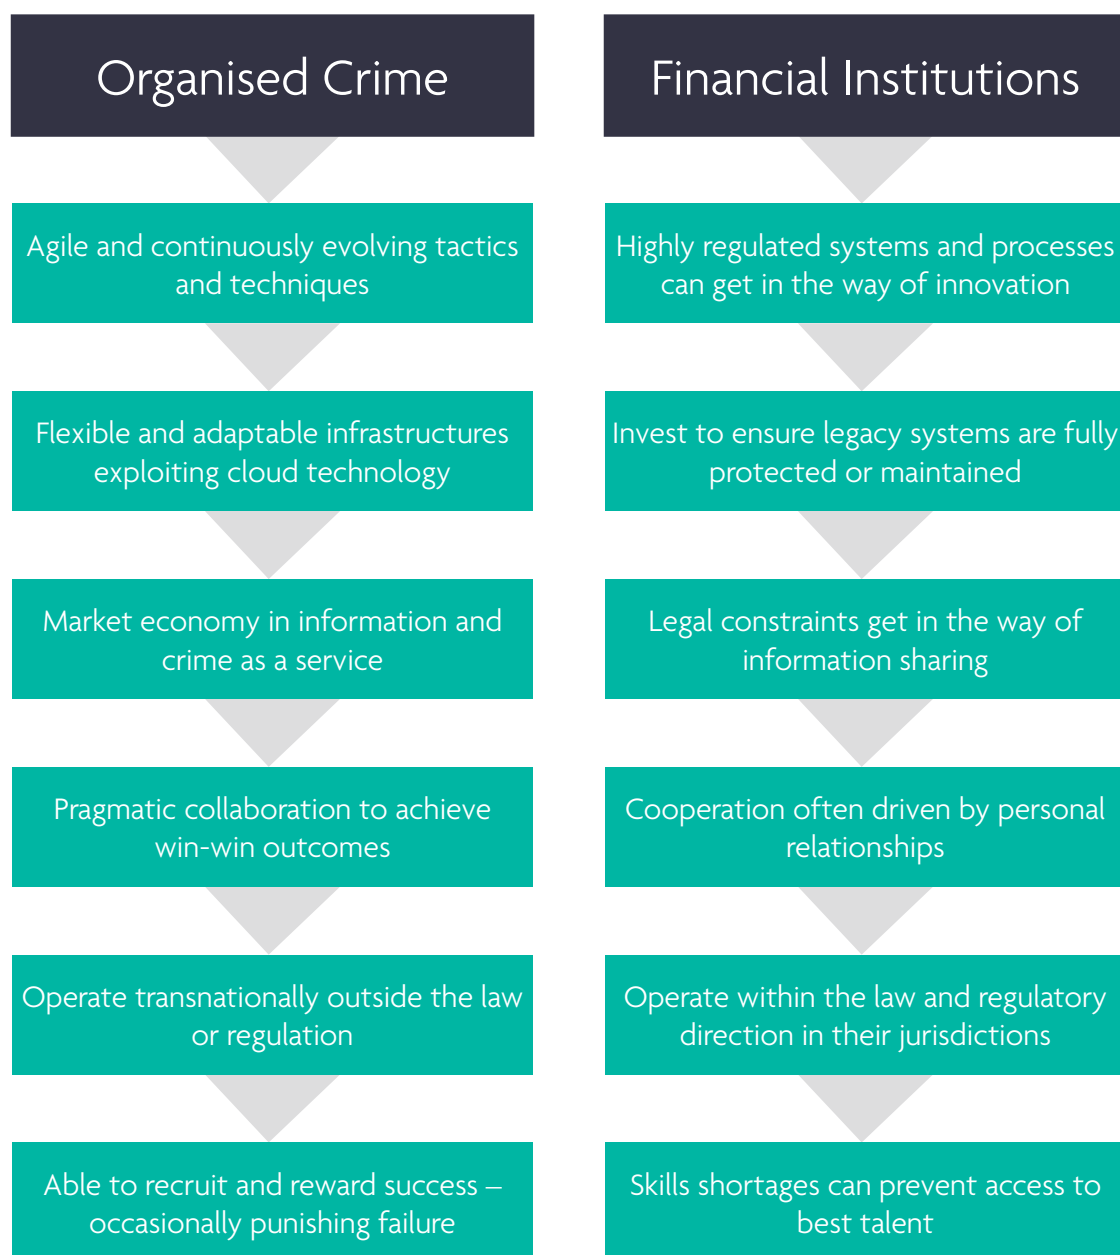 Organised Crime
Agile and continuously evolving tactics
and techniques
Flexible and adaptable infrastructures
exploiting cloud technology
Market economy in information and
crime as a service
Pragmatic collaboration to achieve
win-win outcomes
Operate transnationally outside the law
or regulation
Able to recruit and reward success –
occasionally punishing failure
Financial Institutions
Highly regulated systems and processes
can get in the way of innovation
Invest to ensure legacy systems are fully
protected or maintained
Legal constraints get in the way of
information sharing
Cooperation often driven by personal
relationships
Operate within the law and regulatory
direction in their jurisdictions
Skills shortages can prevent access to
best talent